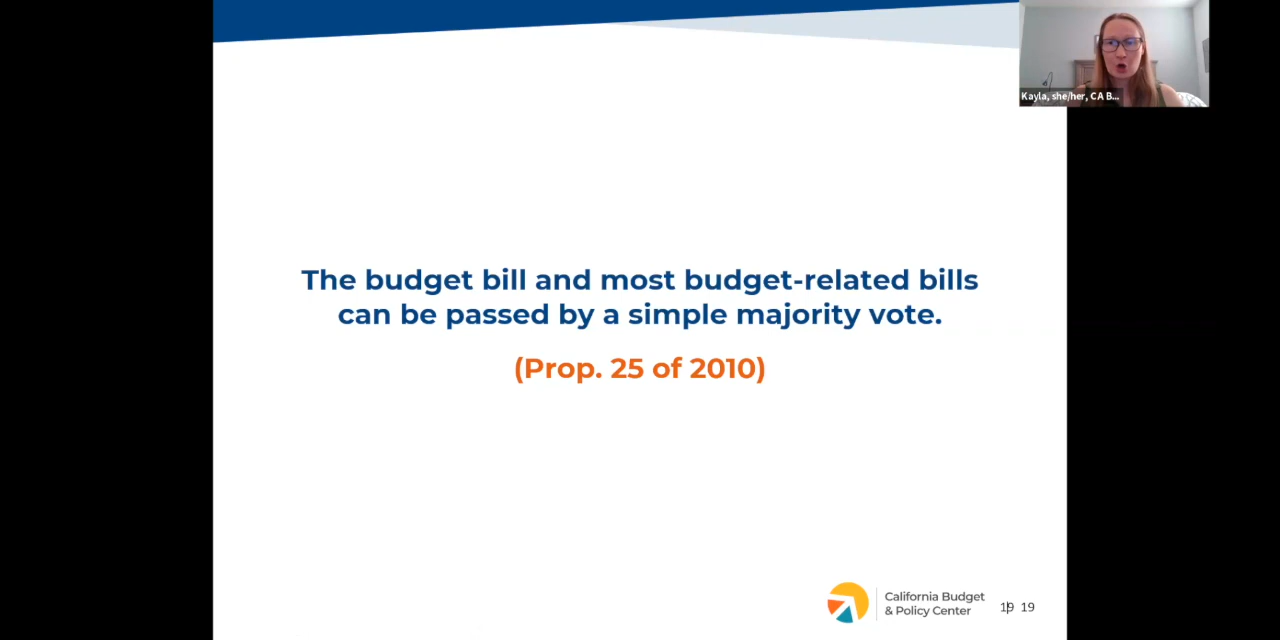 Kayla, she/her, CA B...
The budget bill and most budget-related bills
can be passed by a simple majority vote.
(Prop. 25 of 2010)
California Budget
& Policy Center
19 19